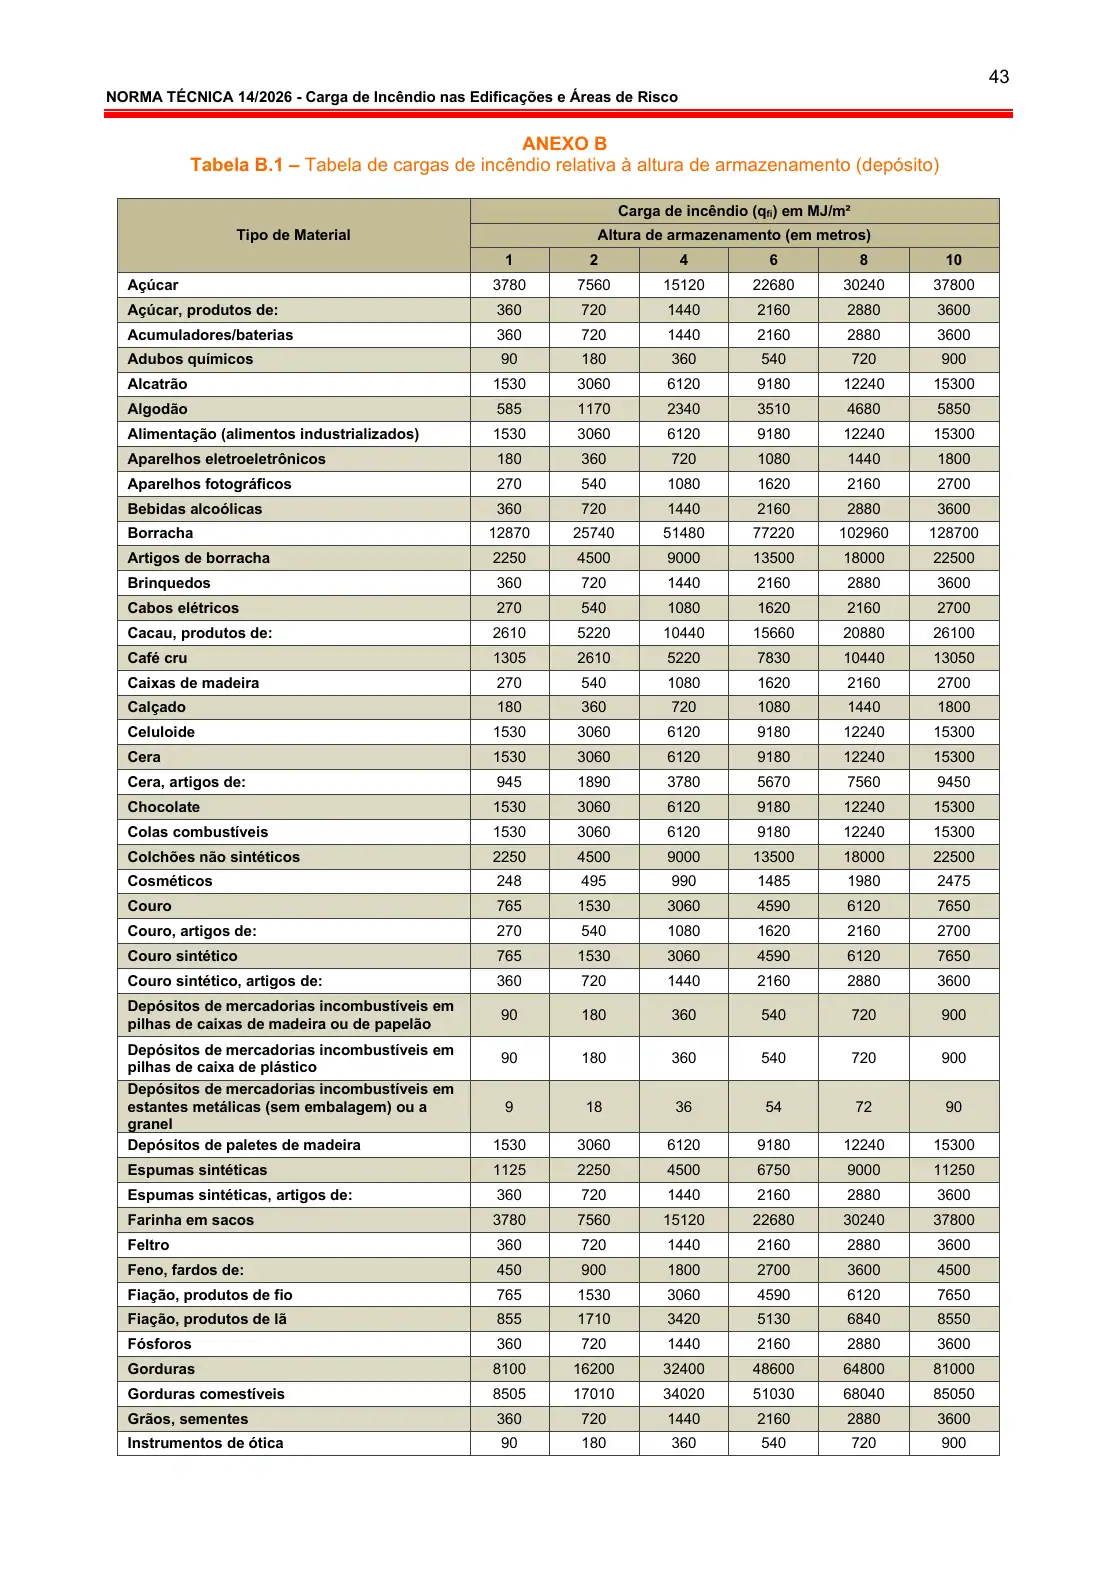 43
NORMA TÉCNICA 14/2026 - Carga de Incêndio nas Edificações e Áreas de Risco
ANEXO B
Tabela B.1 – Tabela de cargas de incêndio relativa à altura de armazenamento (depósito)
Tipo de Material
Carga de incêndio (qfi) em MJ/m²
Altura de armazenamento (em metros)
1 2 4 6 8 10
Açúcar 3780 7560 15120 22680 30240 37800
Açúcar, produtos de: 360 720 1440 2160 2880 3600
Acumuladores/baterias 360 720 1440 2160 2880 3600
Adubos químicos 90 180 360 540 720 900
Alcatrão 1530 3060 6120 9180 12240 15300
Algodão 585 1170 2340 3510 4680 5850
Alimentação (alimentos industrializados) 1530 3060 6120 9180 12240 15300
Aparelhos eletroeletrônicos 180 360 720 1080 1440 1800
Aparelhos fotográficos 270 540 1080 1620 2160 2700
Bebidas alcoólicas 360 720 1440 2160 2880 3600
Borracha 12870 25740 51480 77220 102960 128700
Artigos de borracha 2250 4500 9000 13500 18000 22500
Brinquedos 360 720 1440 2160 2880 3600
Cabos elétricos 270 540 1080 1620 2160 2700
Cacau, produtos de: 2610 5220 10440 15660 20880 26100
Café cru 1305 2610 5220 7830 10440 13050
Caixas de madeira 270 540 1080 1620 2160 2700
Calçado 180 360 720 1080 1440 1800
Celuloide 1530 3060 6120 9180 12240 15300
Cera 1530 3060 6120 9180 12240 15300
Cera, artigos de: 945 1890 3780 5670 7560 9450
Chocolate 1530 3060 6120 9180 12240 15300
Colas combustíveis 1530 3060 6120 9180 12240 15300
Colchões não sintéticos 2250 4500 9000 13500 18000 22500
Cosméticos 248 495 990 1485 1980 2475
Couro 765 1530 3060 4590 6120 7650
Couro, artigos de: 270 540 1080 1620 2160 2700
Couro sintético 765 1530 3060 4590 6120 7650
Couro sintético, artigos de: 360 720 1440 2160 2880 3600
Depósitos de mercadorias incombustíveis em
pilhas de caixas de madeira ou de papelão 90 180 360 540 720 900
Depósitos de mercadorias incombustíveis em
pilhas de caixa de plástico 90 180 360 540 720 900
Depósitos de mercadorias incombustíveis em
estantes metálicas (sem embalagem) ou a 9 18 36 54 72 90
granel
Depósitos de paletes de madeira 1530 3060 6120 9180 12240 15300
Espumas sintéticas 1125 2250 4500 6750 9000 11250
Espumas sintéticas, artigos de: 360 720 1440 2160 2880 3600
Farinha em sacos 3780 7560 15120 22680 30240 37800
Feltro 360 720 1440 2160 2880 3600
Feno, fardos de: 450 900 1800 2700 3600 4500
Fiação, produtos de fio 765 1530 3060 4590 6120 7650
Fiação, produtos de lã 855 1710 3420 5130 6840 8550
Fósforos 360 720 1440 2160 2880 3600
Gorduras 8100 16200 32400 48600 64800 81000
Gorduras comestíveis 8505 17010 34020 51030 68040 85050
Grãos, sementes 360 720 1440 2160 2880 3600
Instrumentos de ótica 90 180 360 540 720 900